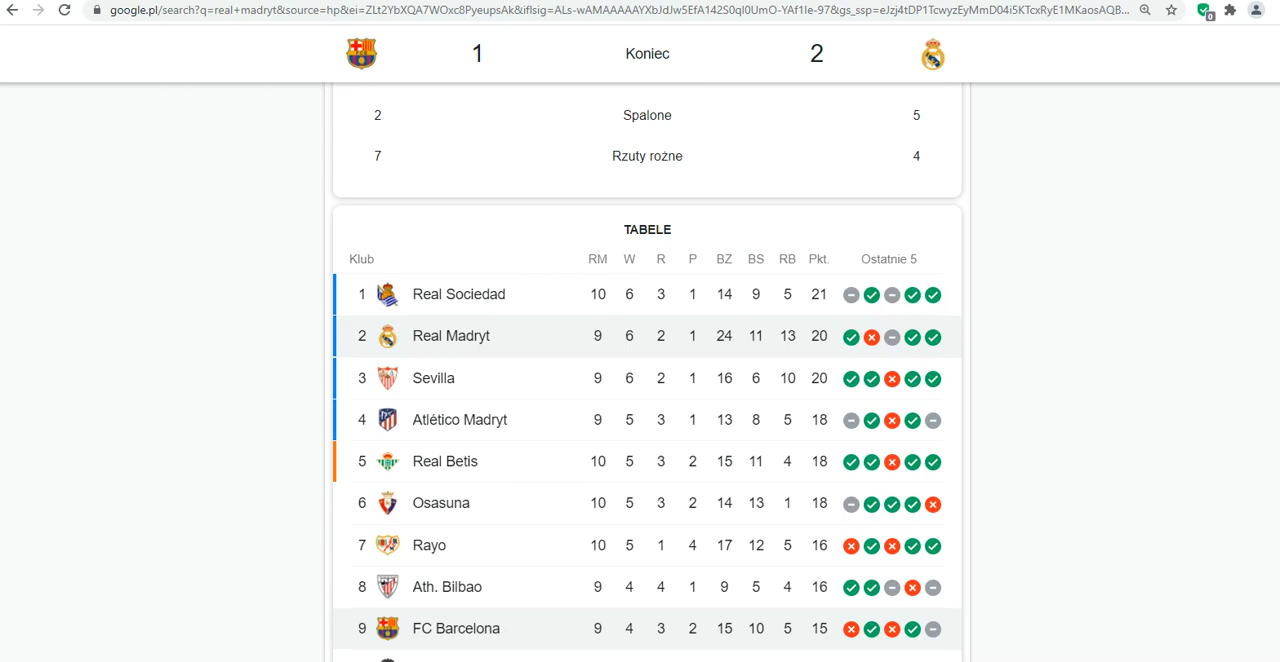 google.pl/search?q=real+madryt&source=hp&ei=ZLt2YbXQA7WOxc8PyeupsAk&iflsig=ALs-wAMAAAAAYXbJdJw5EfA142S0qI0UmO-YAf1Ie-97&gs_ssp=eJzj4tDP1TcwyzEyMmD04i5KTcxRyE1MKaosAQB...
0
1 Koniec 2
2 Spalone 5
7 Rzuty rożne 4
TABELE
Klub RM W R P BZ BS RB Pkt. Ostatnie 5
1 Real Sociedad 10 6 3 1 14 9 5 21
2 Real Madryt 9 6 2 1 24 11 13 20
3 Sevilla 9 6 2 1 16 6 10 20
4 Atlético Madryt 9 5 3 1 13 8 5 18
5 Real Betis 10 5 3 2 15 11 4 18
6 Osasuna 10 5 3 2 14 13 1 18
7 Rayo 10 5 1 4 17 12 5 16
8 Ath. Bilbao 9 4 4 1 9 5 4 16
9 FC Barcelona 9 4 3 2 15 10 5 15